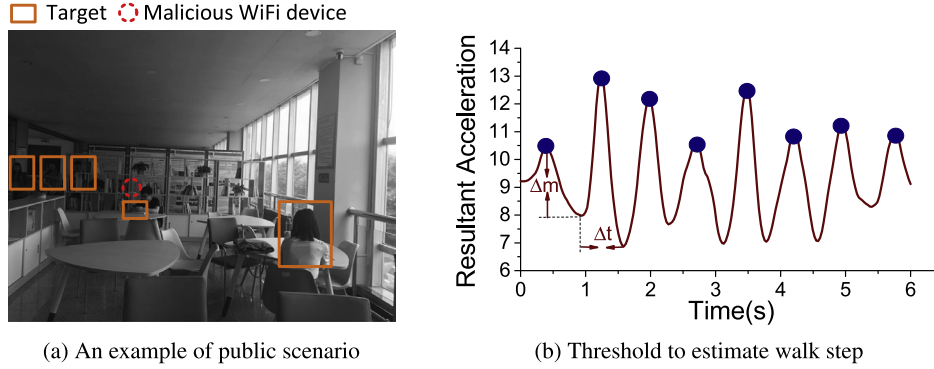 Target Malicious WiFi device
14
13
12
11
10
9
8
7
6
Resultant Acceleration
Δm
Δt
0 1 2 3 4 5 6
Time(s)
(a) An example of public scenario
(b) Threshold to estimate walk step